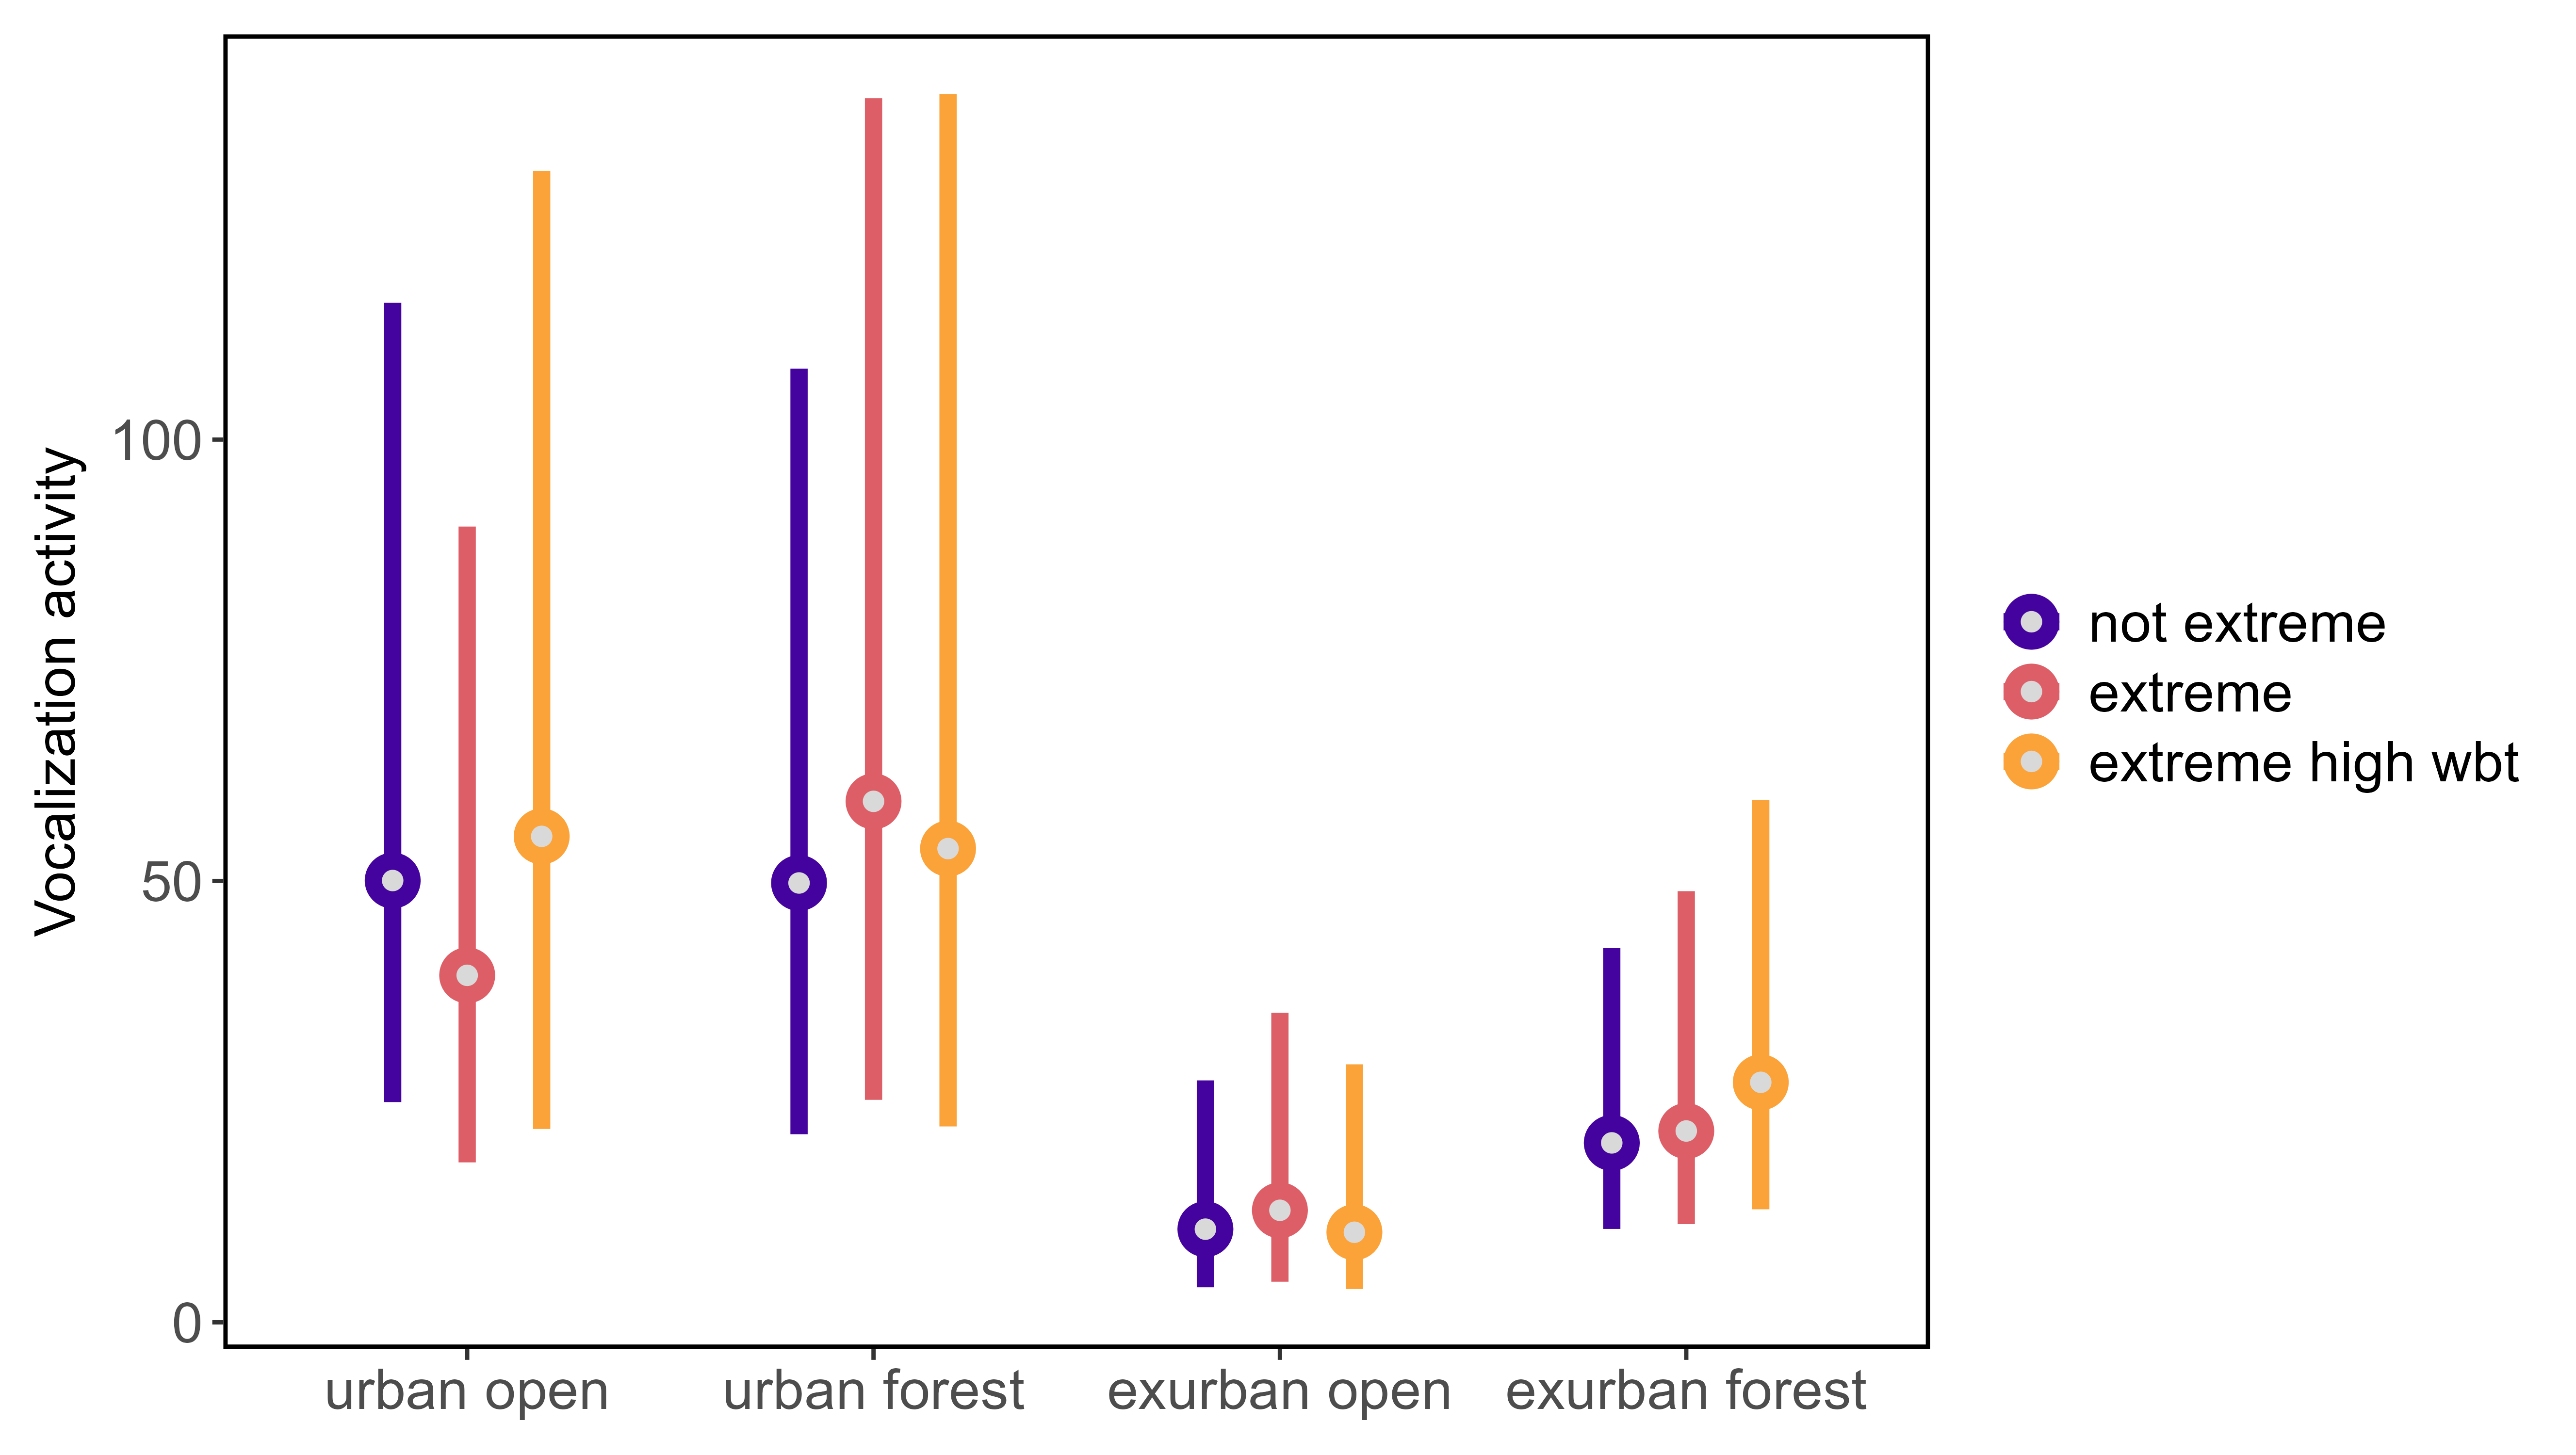 Vocalization activity
100
50
0
urban open
urban forest
exurban open
exurban forest
not extreme
extreme
extreme high wbt